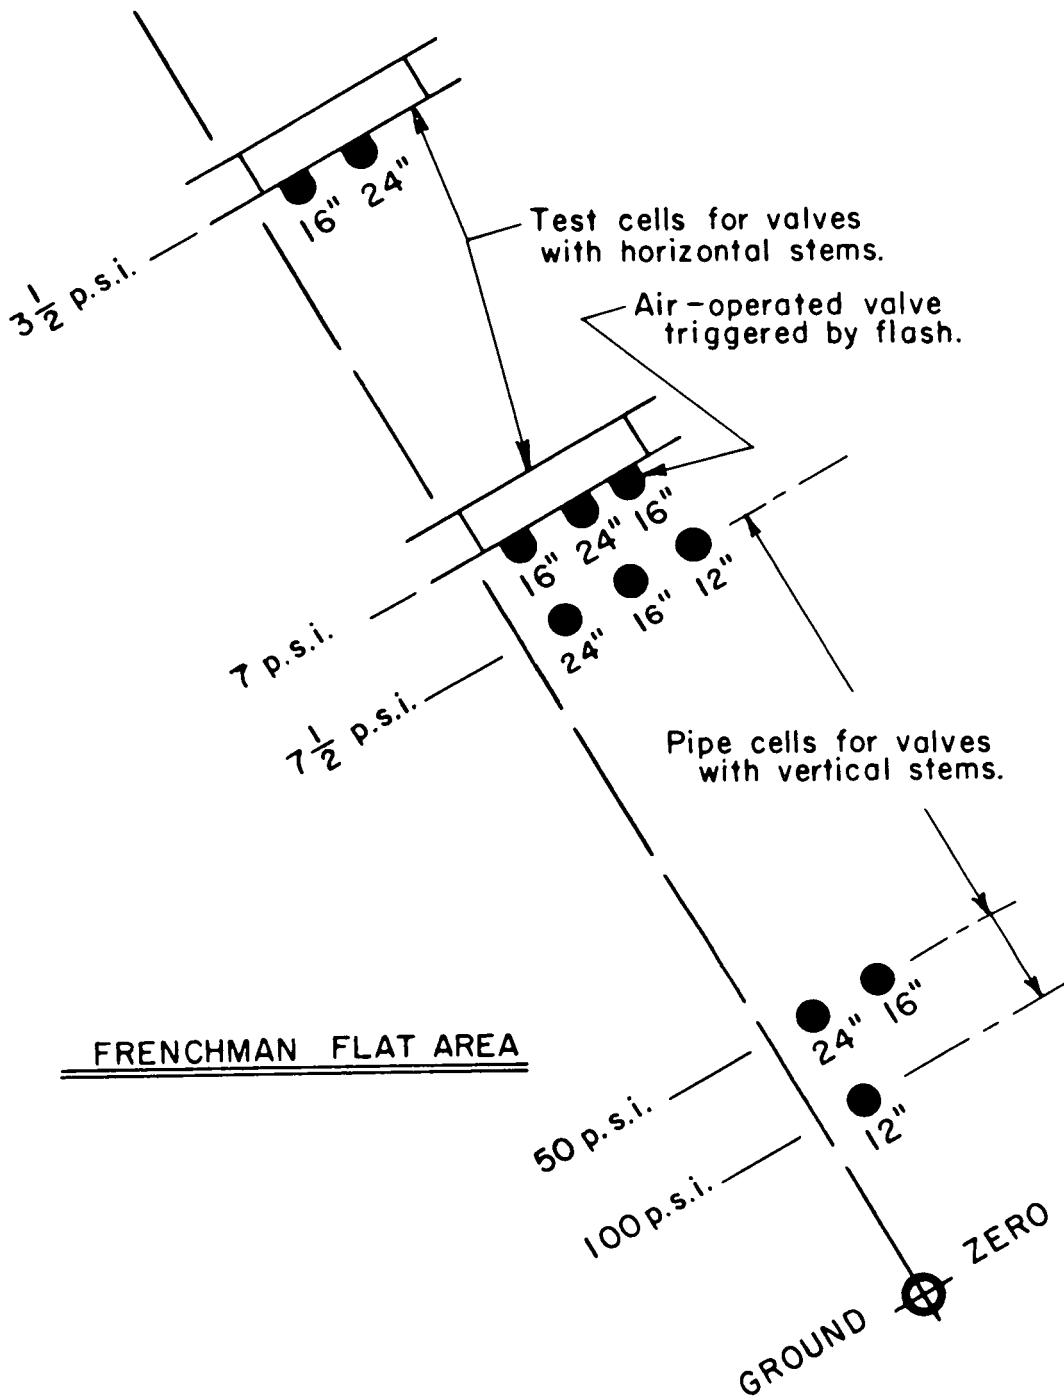 16" 24"
3 1/2 p.s.i.
Test cells for valves
with horizontal stems.
Air-operated valve
triggered by flash.
16" 24" 16"
7 p.s.i.
24" 16" 12"
7 1/2 p.s.i.
Pipe cells for valves
with vertical stems.
24" 16"
50 p.s.i.
FRENCHMAN FLAT AREA
12"
100 p.s.i.
GROUND ZERO